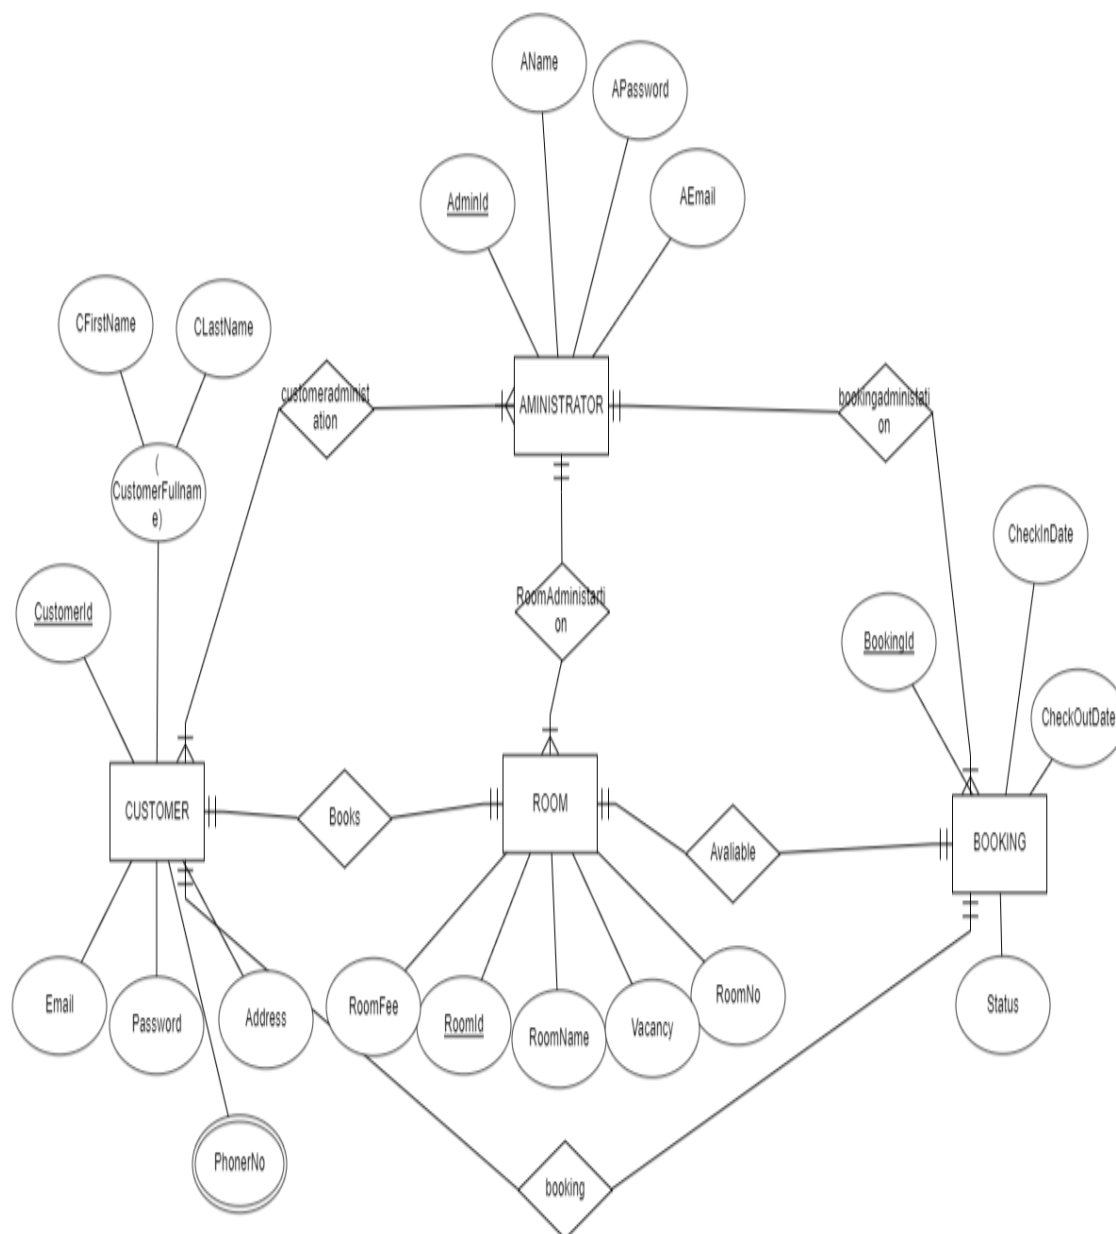 AName
APassword
AdminId
AEmail
CFirstName
CLastName
customeradminist
ation
AMINISTRATOR
bookingadministati
on
(
CustomerFullnam
e)
CheckInDate
RoomAdministarti
on
CustomerId
BookingId
CheckOutDate
CUSTOMER
Books
ROOM
Avaliable
BOOKING
Email
Password
Address
RoomFee
RoomId
RoomName
Vacancy
RoomNo
Status
PhonerNo
booking